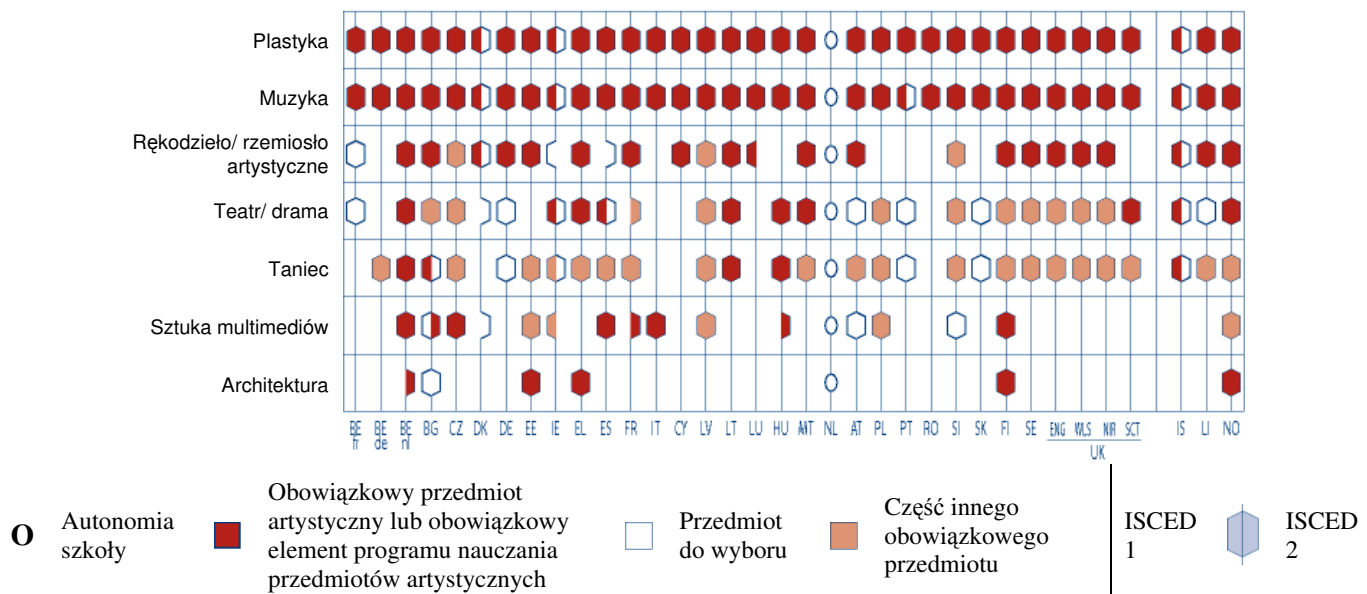 Plastyka
Muzyka
Rękodzieło/ rzemiosło
artystyczne
Teatr/ drama
Taniec
Sztuka multimediów
Architektura
BE fr BE de BE nl BG CZ DK DE EE IE EL ES FR IT CY LV LT LU HU MT NL AT PL PT RO SI SK FI SE ENG WLS NIR SCT IS LI NO
UK
O Autonomia szkoły
Obowiązkowy przedmiot
artystyczny lub obowiązkowy
element programu nauczania
przedmiotów artystycznych
Przedmiot
do wyboru
Część innego
obowiązkowego
przedmiotu
ISCED
1
ISCED
2